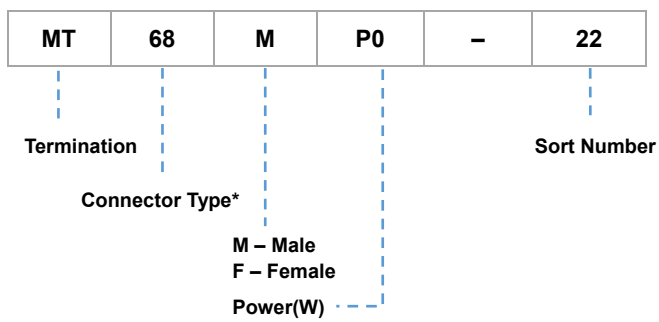 MT 68 M P0 – 22
Termination
Sort Number
Connector Type*
M – Male
F – Female
Power(W)